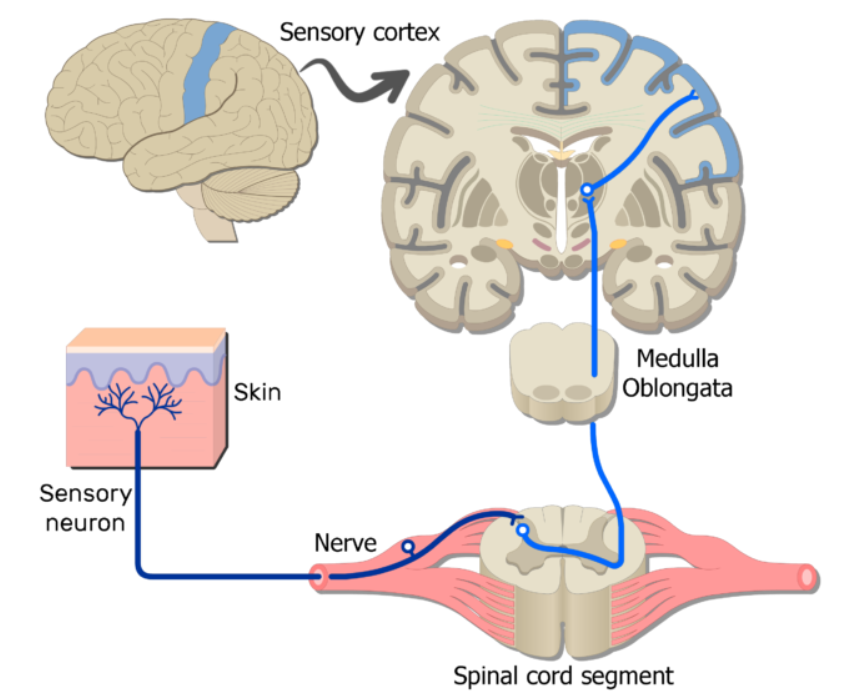 Sensory cortex
Medulla
Oblongata
Skin
Sensory
neuron
Nerve
Spinal cord segment